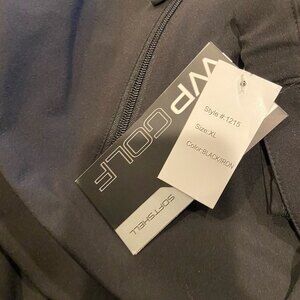 WP GOLF
SOFTSHELL
Style #:1215
Size:XL
Color:BLACK/IRON